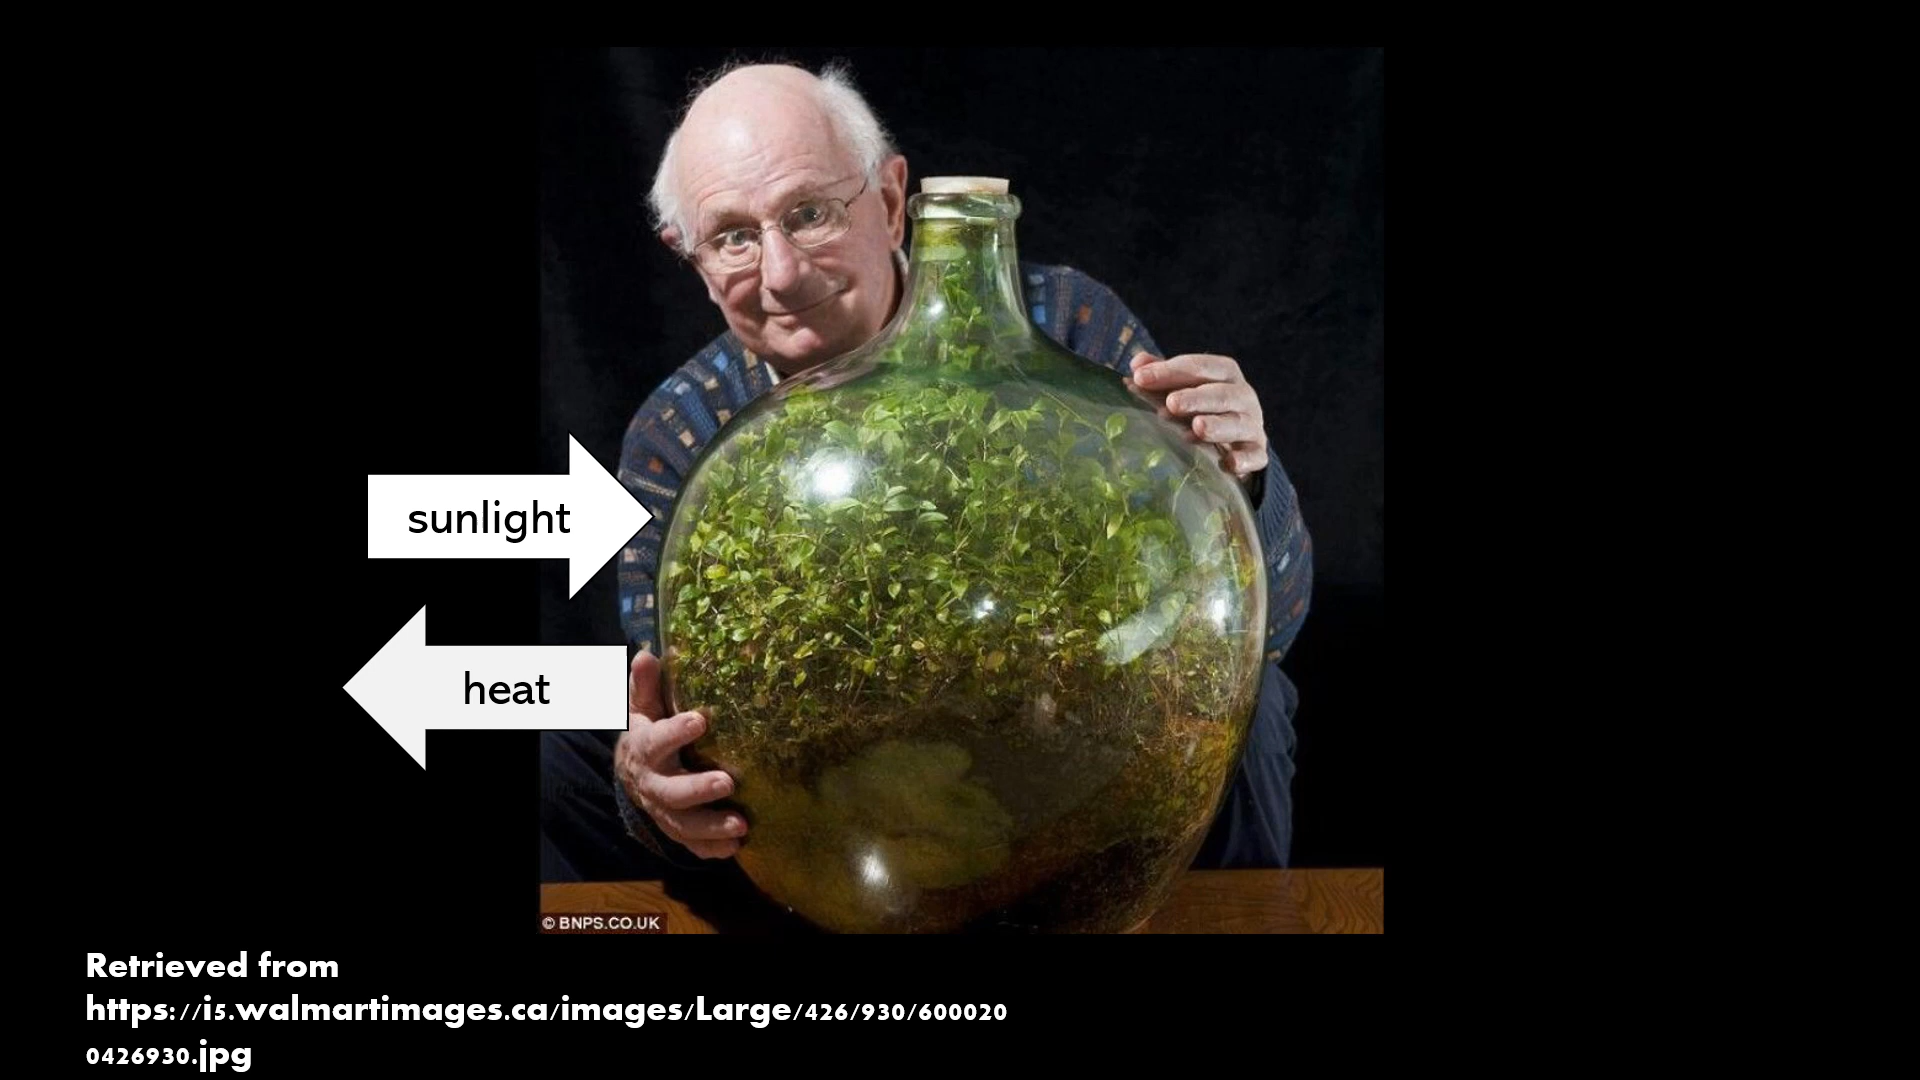 sunlight
heat
© BNPS.CO.UK
Retrieved from
https://i5.walmartimages.ca/images/Large/426/930/600020
0426930.jpg